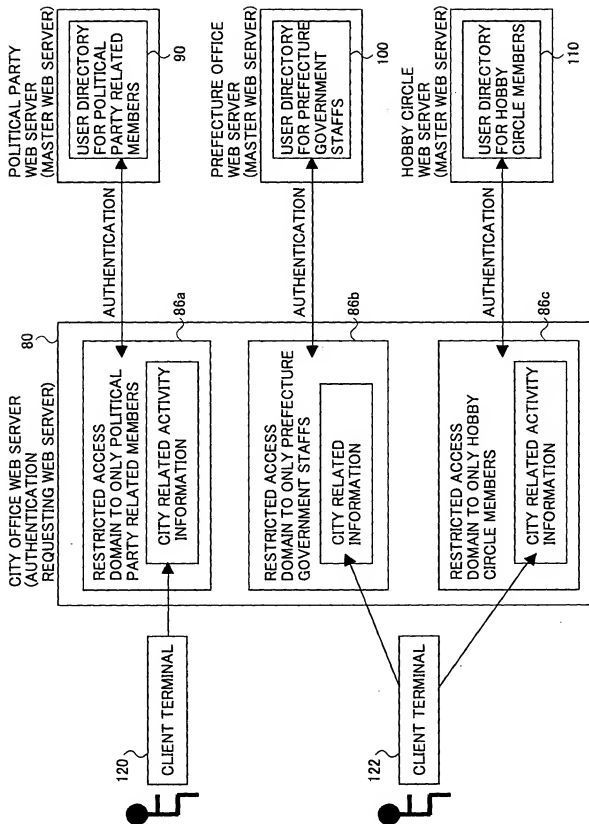 POLITICAL PARTY
WEB SERVER
(MASTER WEB SERVER)
USER DIRECTORY
FOR POLITICAL
PARTY RELATED
MEMBERS
90
PREFECTURE OFFICE
WEB SERVER
(MASTER WEB SERVER)
USER DIRECTORY
FOR PREFECTURE
GOVERNMENT
STAFFS
100
HOBBY CIRCLE
WEB SERVER
(MASTER WEB SERVER)
USER DIRECTORY
FOR HOBBY
CIRCLE MEMBERS
110
AUTHENTICATION
AUTHENTICATION
AUTHENTICATION
CITY OFFICE WEB SERVER
(AUTHENTICATION
REQUESTING WEB SERVER)
80
RESTRICTED ACCESS
DOMAIN TO ONLY POLITICAL
PARTY RELATED MEMBERS
CITY RELATED ACTIVITY
INFORMATION
86a
RESTRICTED ACCESS
DOMAIN TO ONLY PREFECTURE
GOVERNMENT STAFFS
CITY RELATED
INFORMATION
86b
RESTRICTED ACCESS
DOMAIN TO ONLY HOBBY
CIRCLE MEMBERS
CITY RELATED ACTIVITY
INFORMATION
86c
120
CLIENT TERMINAL
122
CLIENT TERMINAL